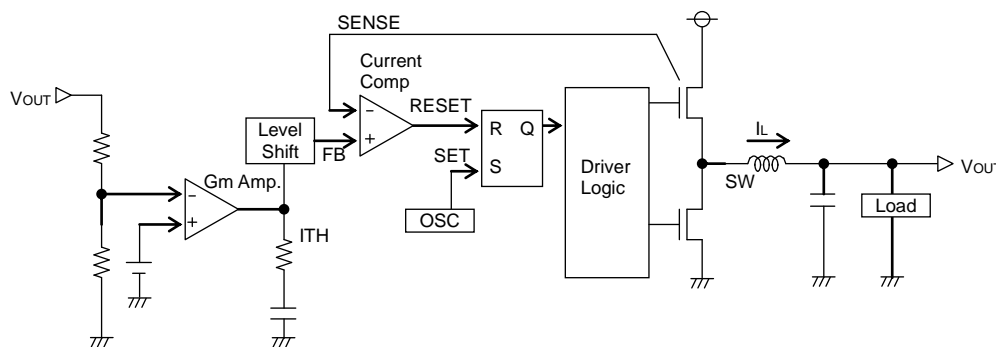 SENSE
Current
Comp
VOUT
RESET
Level
Shift
FB
R Q
S
SET
Gm Amp.
ITH
OSC
Driver
Logic
IL
SW
VOUT
Load
−
+
−
+